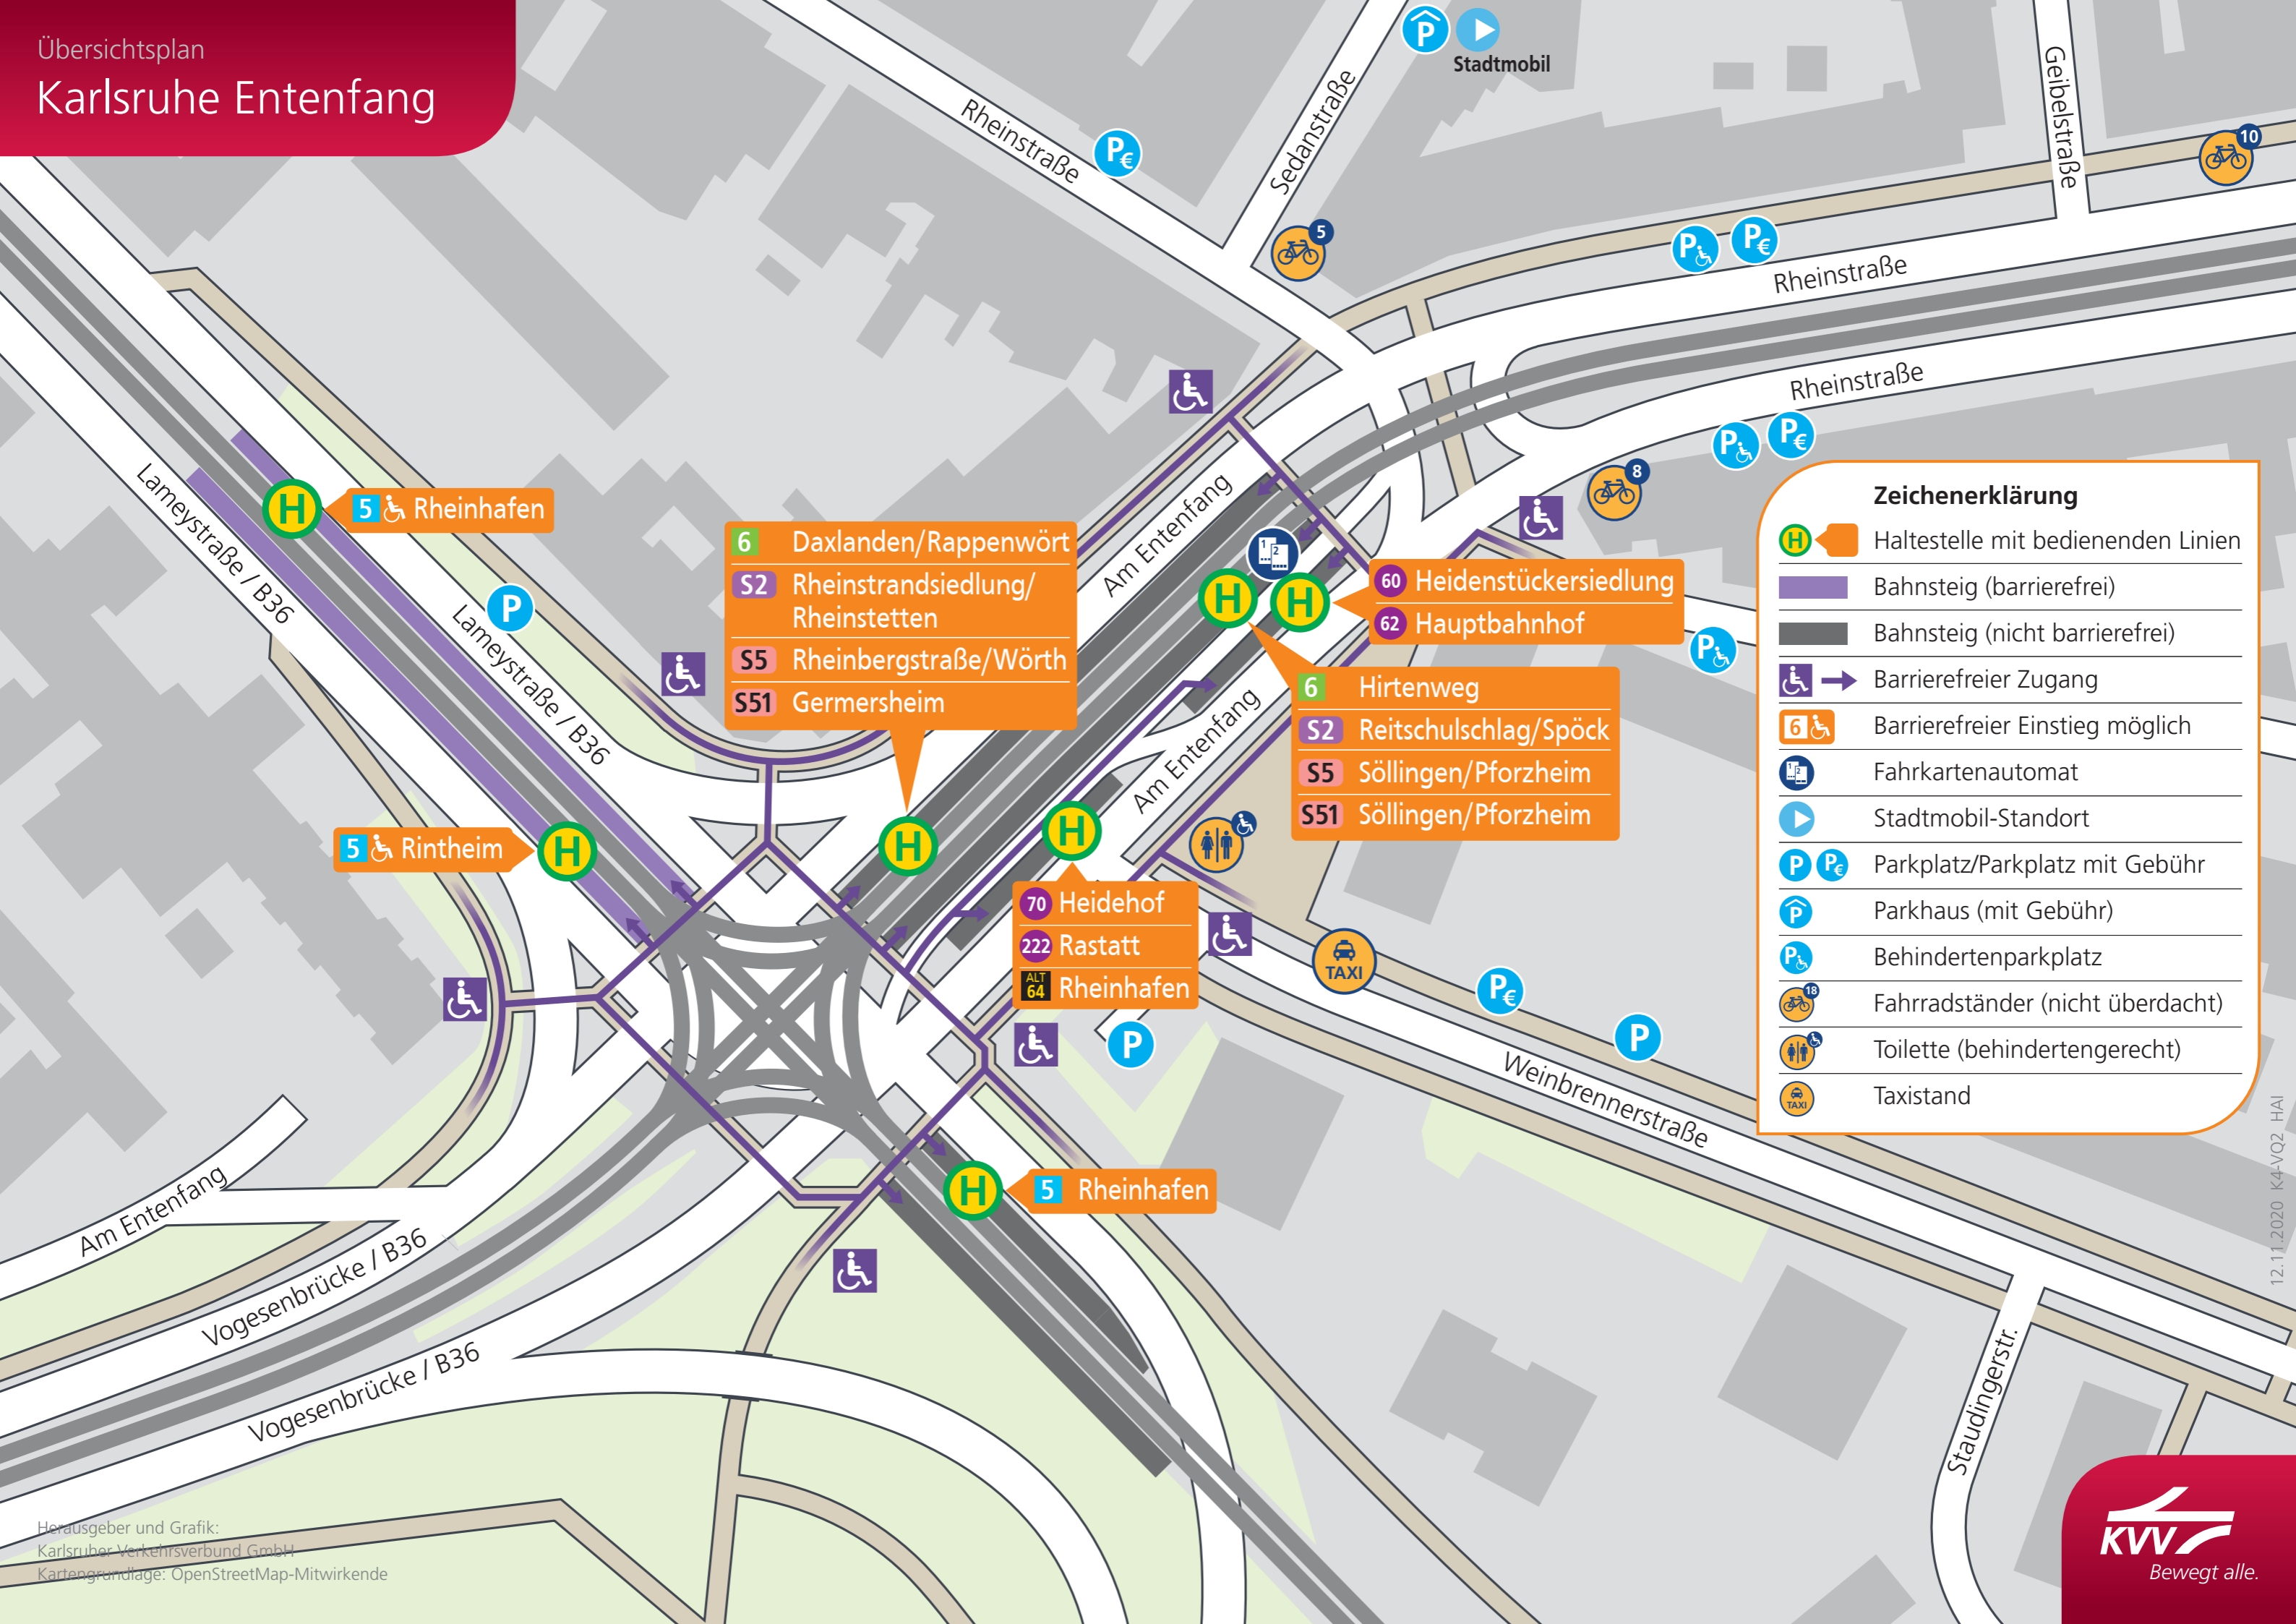 Übersichtsplan
Karlsruhe Entenfang
Stadtmobil
Rheinstraße
Sedanstraße
Geibelstraße
10
5
Rheinstraße
Rheinstraße
8
Lameystraße / B36
Lameystraße / B36
5 Rheinhafen
6 Daxlanden/Rappenwört
S2 Rheinstrandsiedlung/
Rheinstetten
S5 Rheinbergstraße/Wörth
S51 Germersheim
Am Entenfang
60 Heidenstückersiedlung
62 Hauptbahnhof
6 Hirtenweg
S2 Reitschulschlag/Spöck
S5 Söllingen/Pforzheim
S51 Söllingen/Pforzheim
Am Entenfang
5 Rintheim
70 Heidehof
222 Rastatt
ALT
64 Rheinhafen
TAXI
Weinbrennerstraße
5 Rheinhafen
Am Entenfang
Vogesenbrücke / B36
Vogesenbrücke / B36
Staudingerstr.
Zeichenerklärung
Haltestelle mit bedienenden Linien
Bahnsteig (barrierefrei)
Bahnsteig (nicht barrierefrei)
Barrierefreier Zugang
6 Barrierefreier Einstieg möglich
Fahrkartenautomat
Stadtmobil-Standort
P P€ Parkplatz/Parkplatz mit Gebühr
P Parkhaus (mit Gebühr)
P Behindertenparkplatz
18 Fahrradständer (nicht überdacht)
Toilette (behindertengerecht)
TAXI Taxistand
12.11.2020 K4-VQ2 HAI
Herausgeber und Grafik:
Karlsruher Verkehrsverbund GmbH
Kartengrundlage: OpenStreetMap-Mitwirkende
KVV
Bewegt alle.